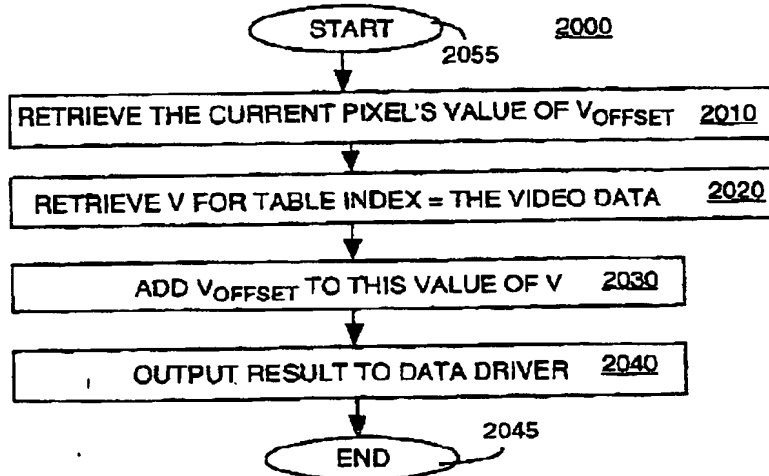 START 2000
2055
RETRIEVE THE CURRENT PIXEL'S VALUE OF VOFFSET 2010
RETRIEVE V FOR TABLE INDEX = THE VIDEO DATA 2020
ADD VOFFSET TO THIS VALUE OF V 2030
OUTPUT RESULT TO DATA DRIVER 2040
END 2045